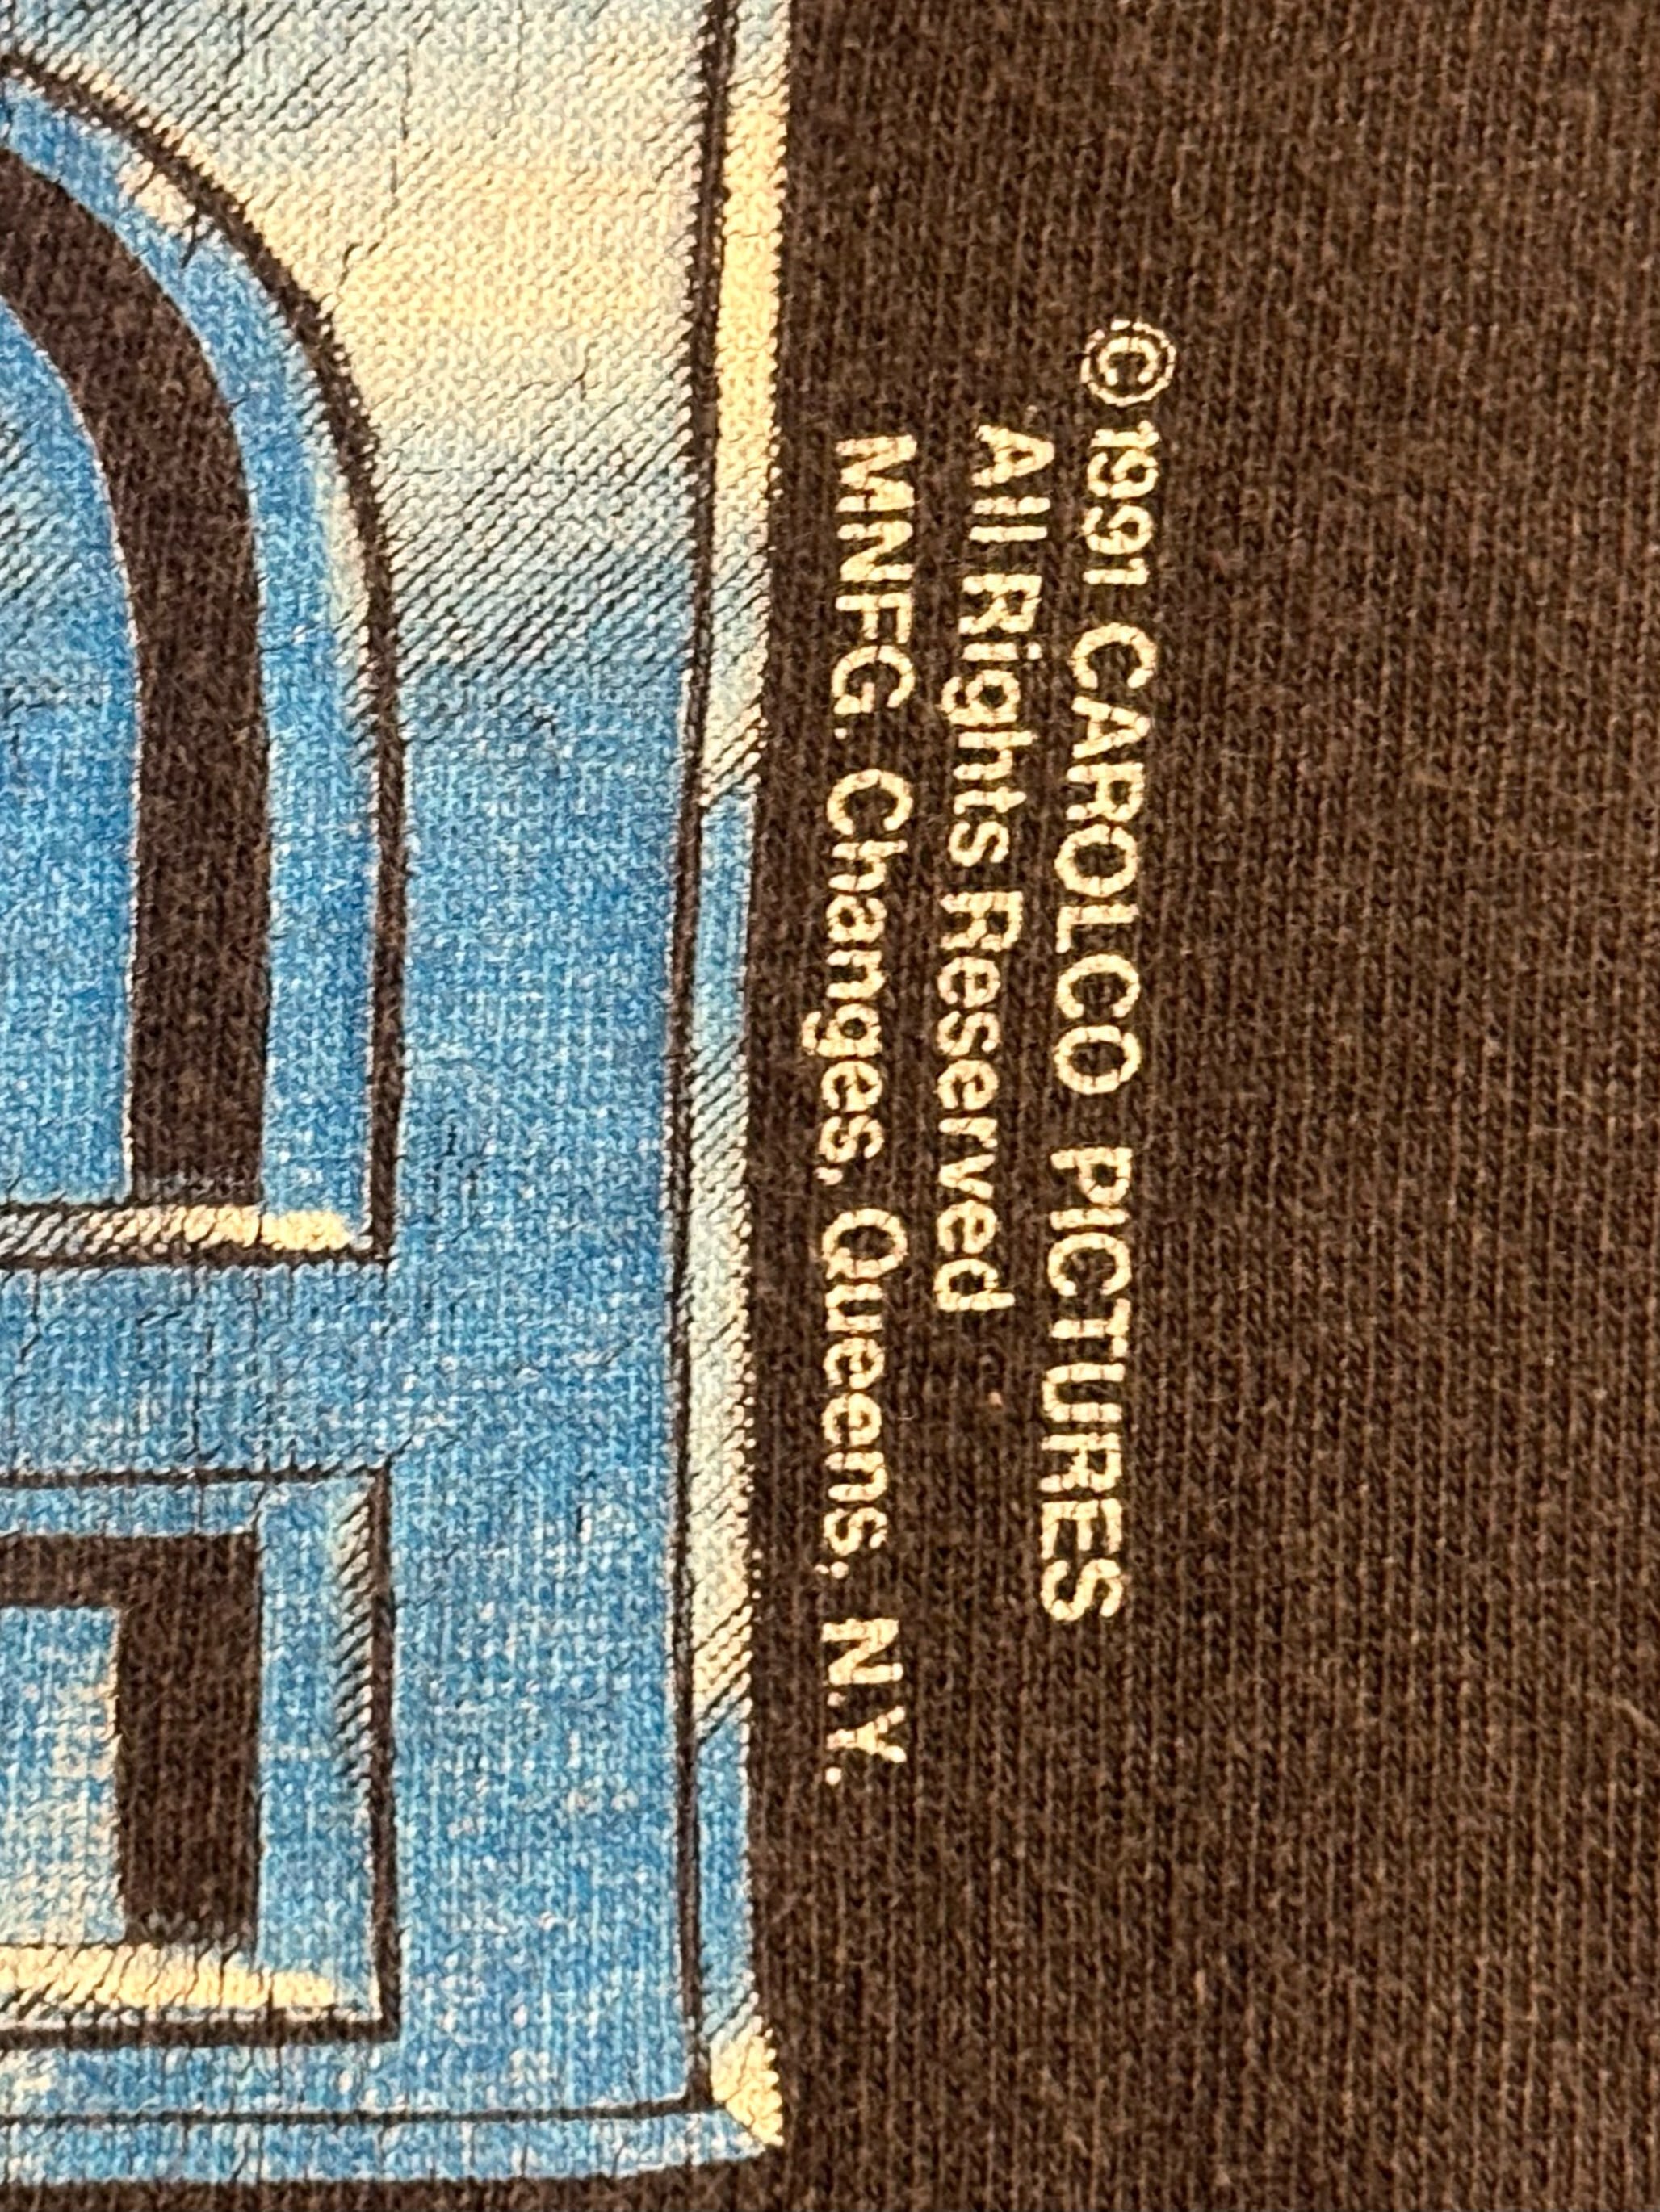 © 1991 CAROLCO PICTURES
All Rights Reserved
MNFG. Changes, Queens, N.Y.